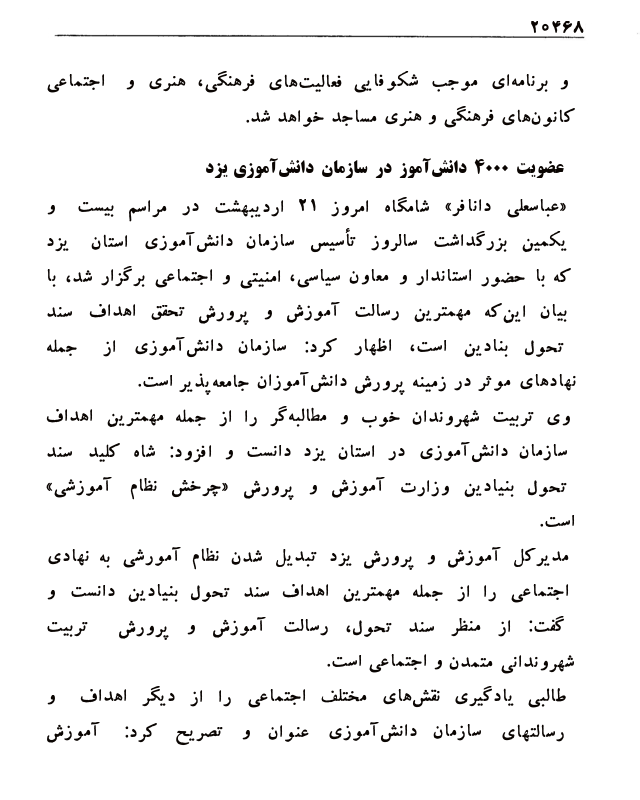 ۲۰۴۶۸
و برنامه‌ای موجب شکوفایی فعالیت‌های فرهنگی، هنری و اجتماعی
کانون‌های فرهنگی و هنری مساجد خواهد شد.
عضویت ۴۰۰۰ دانش‌آموز در سازمان دانش‌آموزی یزد
«عباسعلی دانافر» شامگاه امروز ۲۱ اردیبهشت در مراسم بیست و
یکمین بزرگداشت سالروز تأسیس سازمان دانش‌آموزی استان یزد
که با حضور استاندار و معاون سیاسی، امنیتی و اجتماعی برگزار شد، با
بیان این‌که مهمترین رسالت آموزش و پرورش تحقق اهداف سند
تحول بنادین است، اظهار کرد: سازمان دانش‌آموزی از جمله
نهادهای موثر در زمینه پرورش دانش‌آموزان جامعه‌پذیر است.
وی تربیت شهروندان خوب و مطالبه‌گر را از جمله مهمترین اهداف
سازمان دانش‌آموزی در استان یزد دانست و افزود: شاه کلید سند
تحول بنیادین وزارت آموزش و پرورش «چرخش نظام آموزشی»
است.
مدیرکل آموزش و پرورش یزد تبدیل شدن نظام آمورشی به نهادی
اجتماعی را از جمله مهمترین اهداف سند تحول بنیادین دانست و
گفت: از منظر سند تحول، رسالت آموزش و پرورش تربیت
شهروندانی متمدن و اجتماعی است.
طالبی یادگیری نقش‌های مختلف اجتماعی را از دیگر اهداف و
رسالتهای سازمان دانش‌آموزی عنوان و تصریح کرد: آموزش